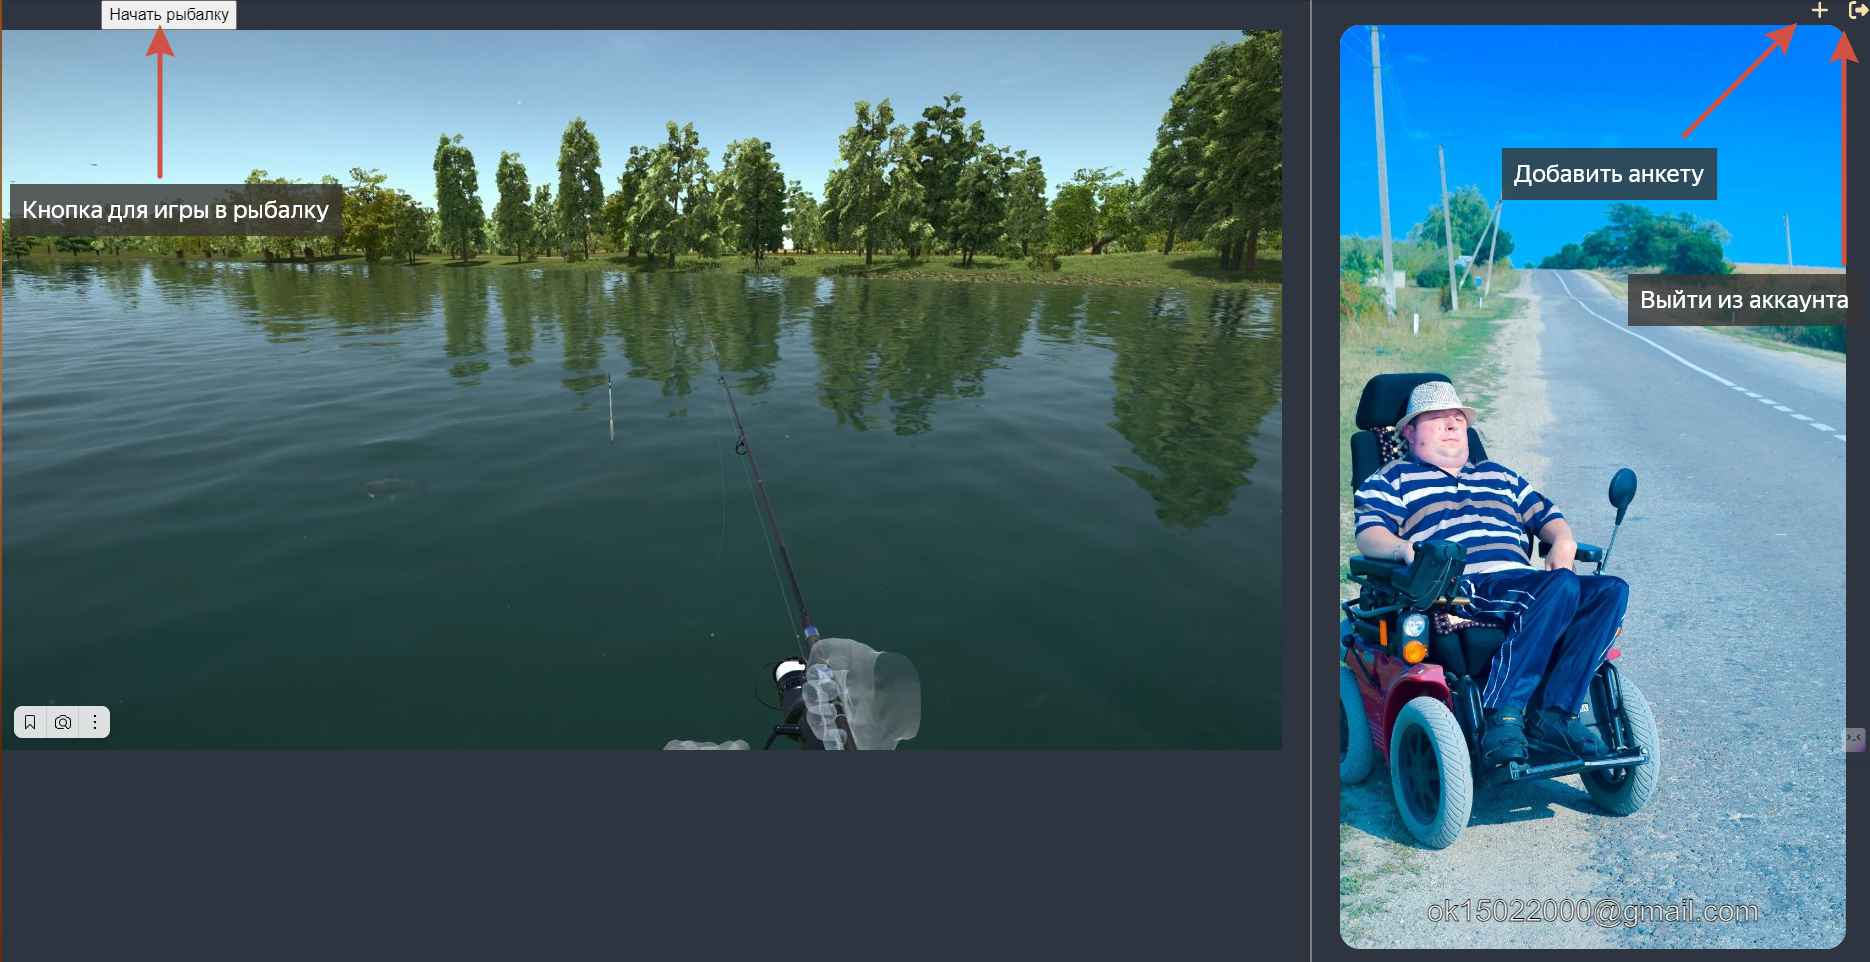 Начать рыбалку
Кнопка для игры в рыбалку
Добавить анкету
Выйти из аккаунта
ok15022000@gmail.com